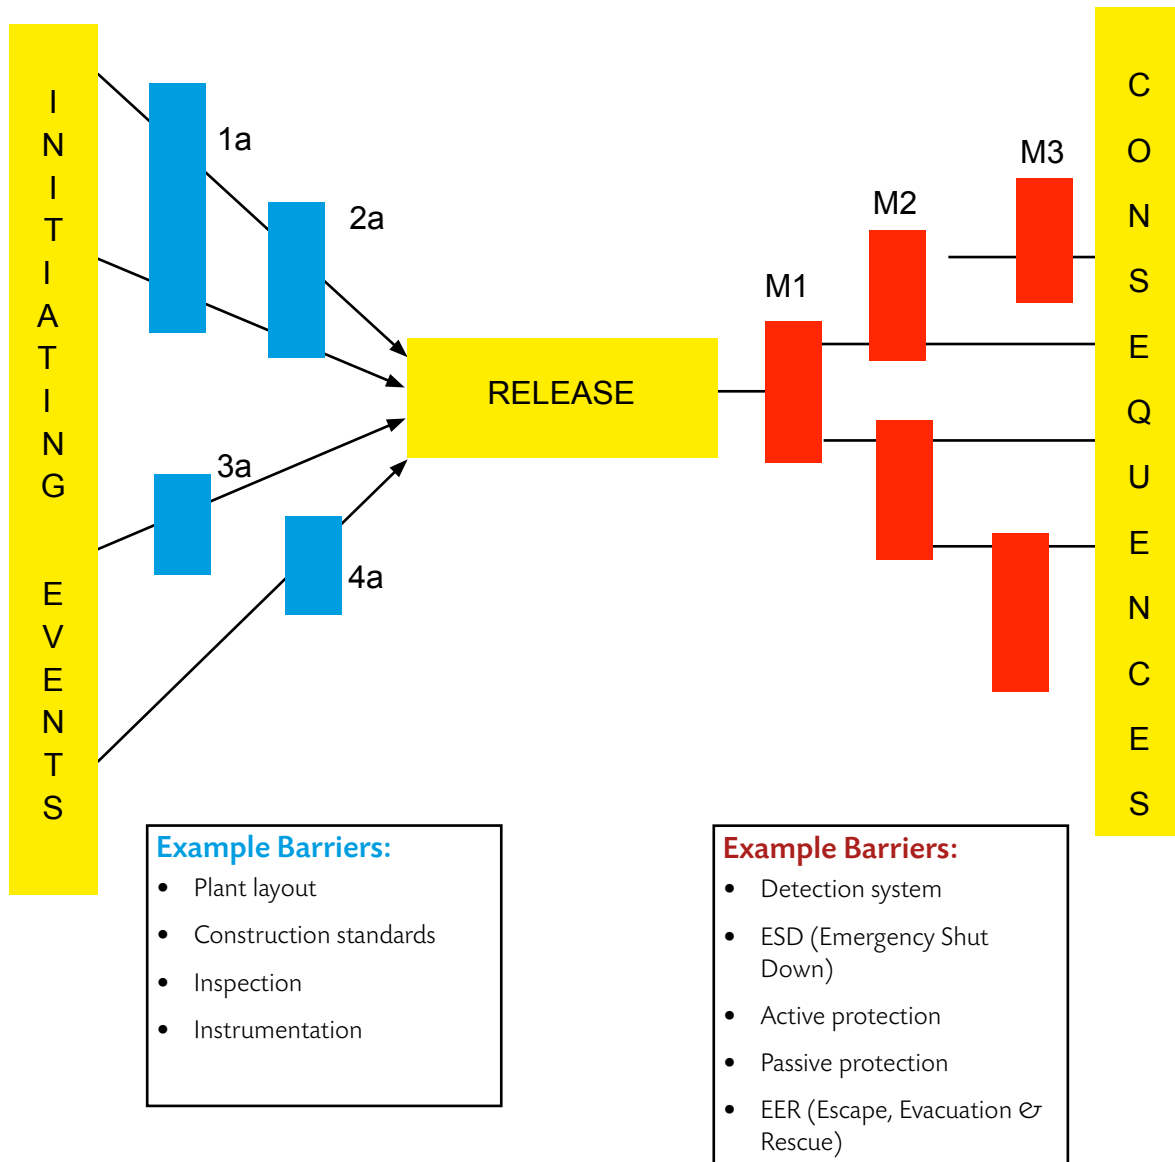 INITIATING EVENTS
1a
2a
3a
4a
RELEASE
M1
M2
M3
CONSEQUENCES
Example Barriers:
• Plant layout
• Construction standards
• Inspection
• Instrumentation
Example Barriers:
• Detection system
• ESD (Emergency Shut
Down)
• Active protection
• Passive protection
• EER (Escape, Evacuation &
Rescue)